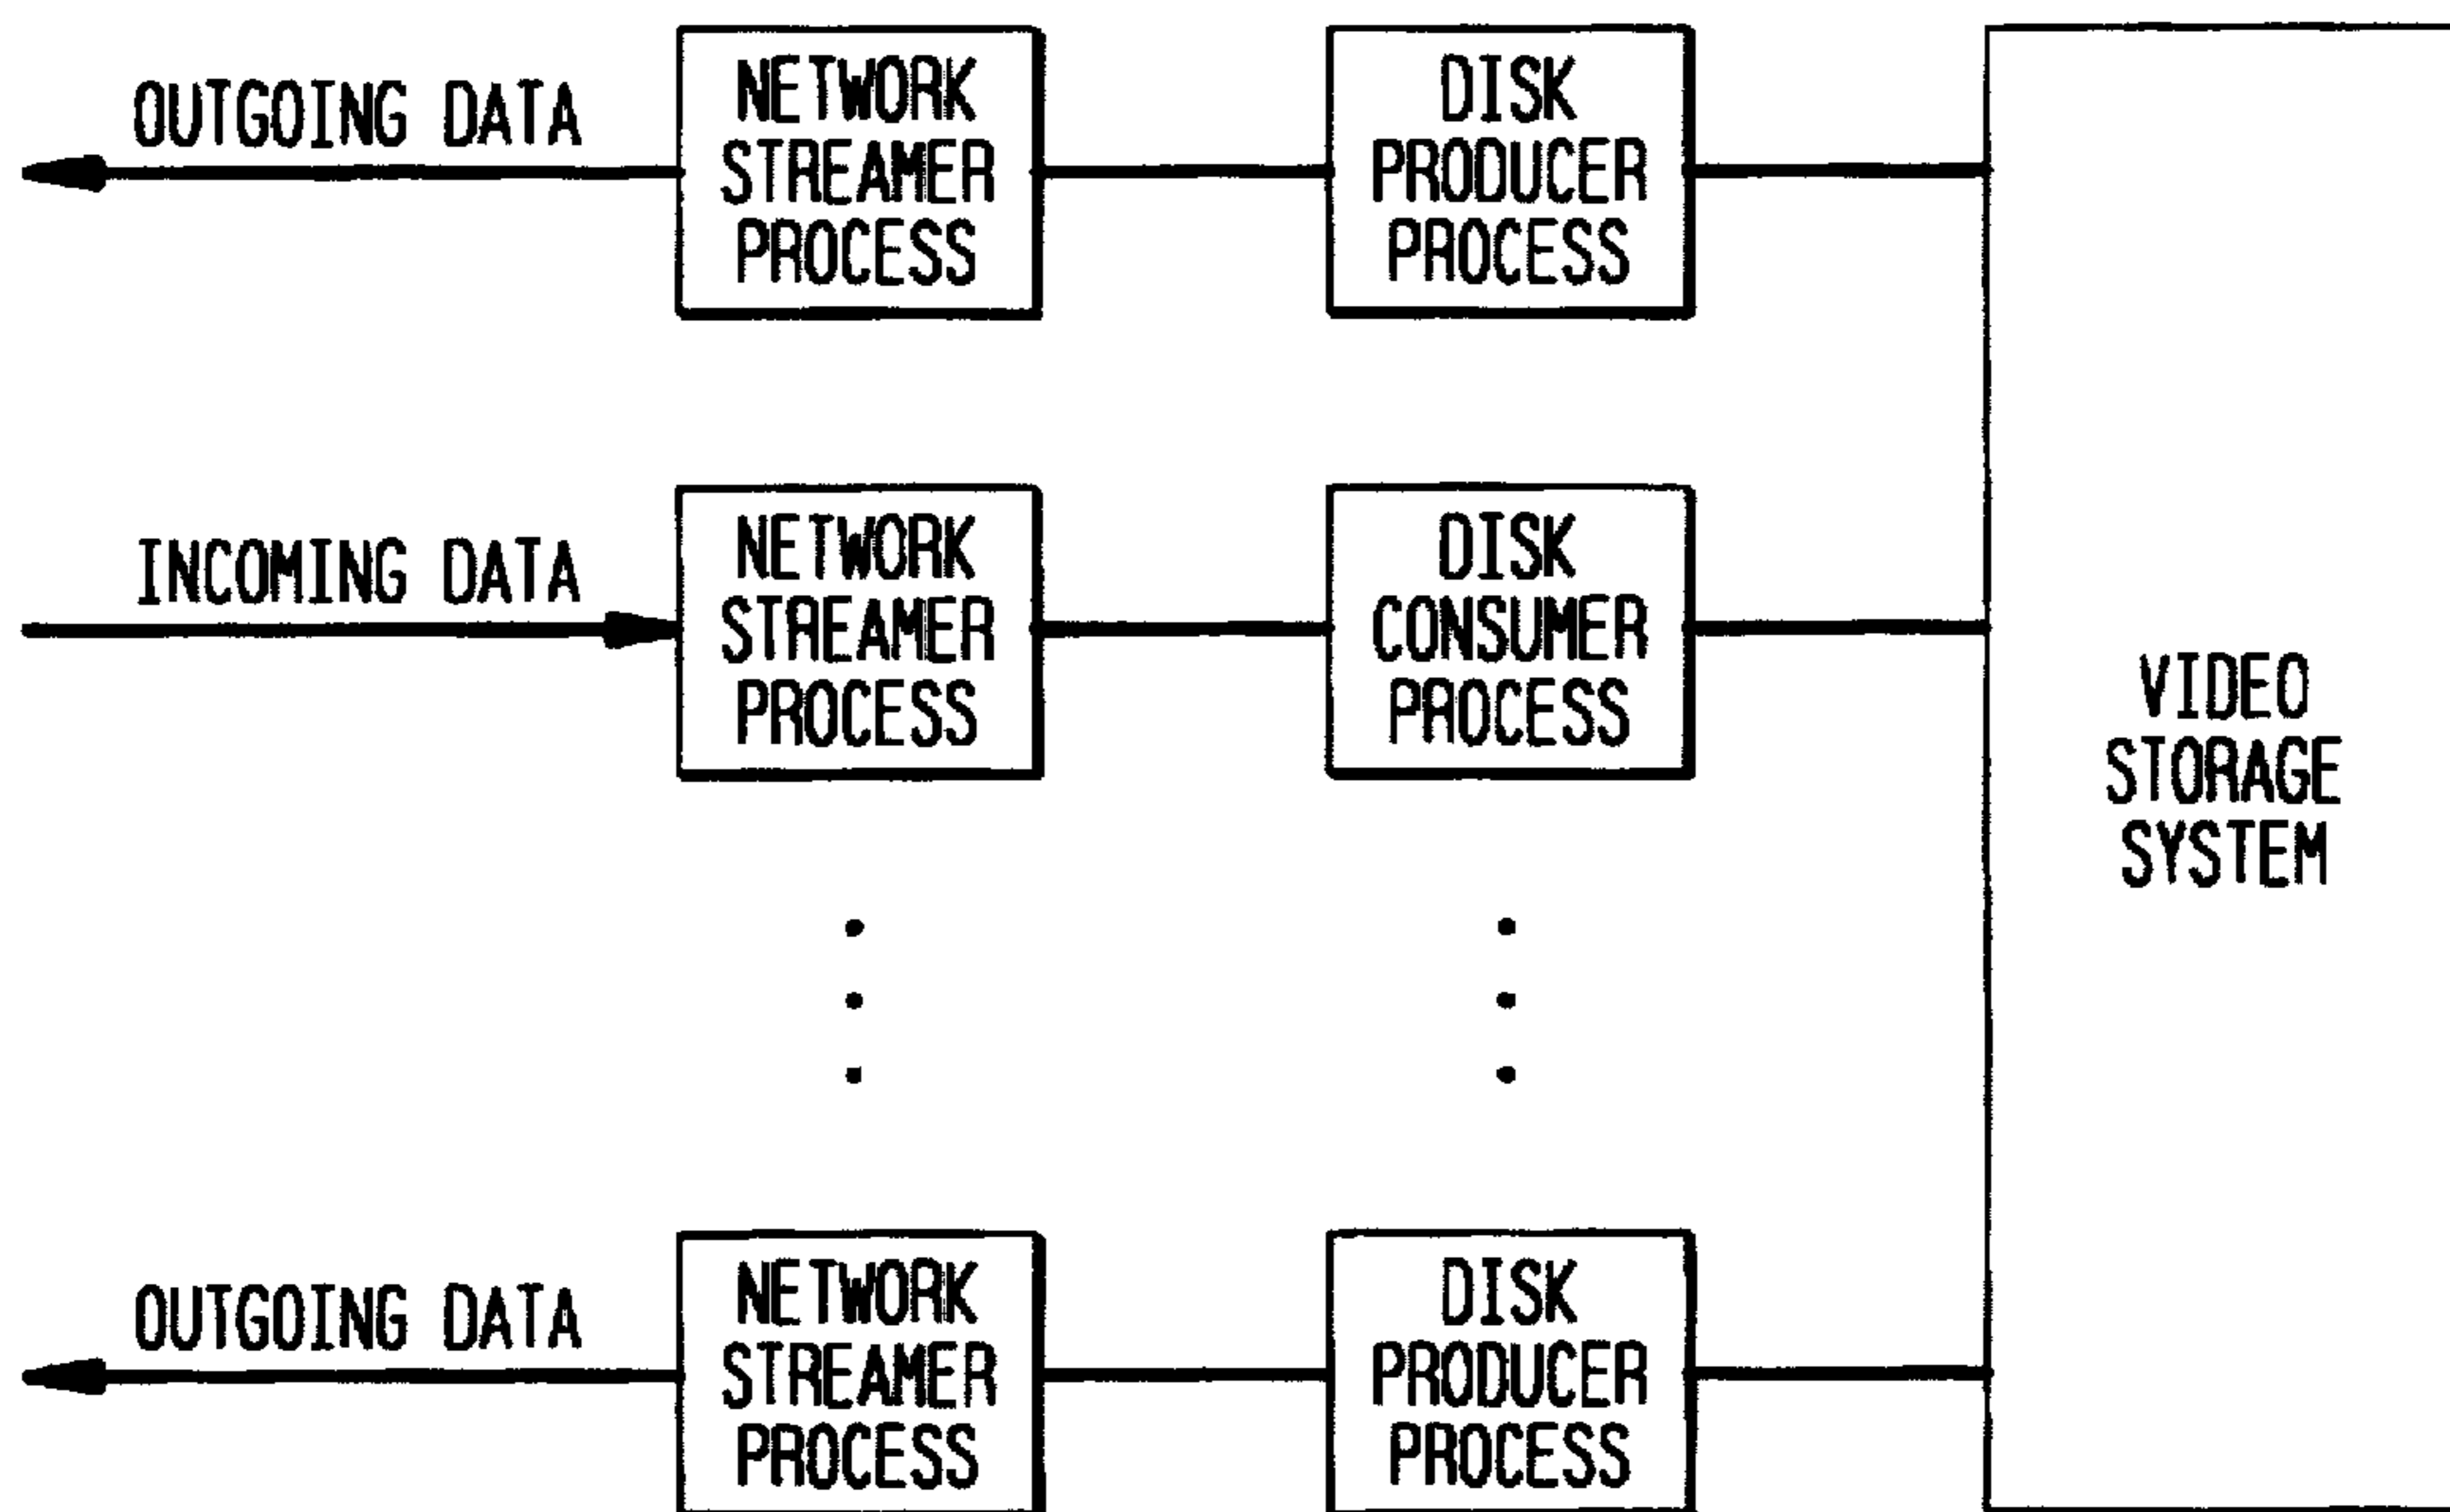 OUTGOING DATA
NETWORK
STREAMER
PROCESS
DISK
PRODUCER
PROCESS
INCOMING DATA
NETWORK
STREAMER
PROCESS
DISK
CONSUMER
PROCESS
VIDEO
STORAGE
SYSTEM
OUTGOING DATA
NETWORK
STREAMER
PROCESS
DISK
PRODUCER
PROCESS